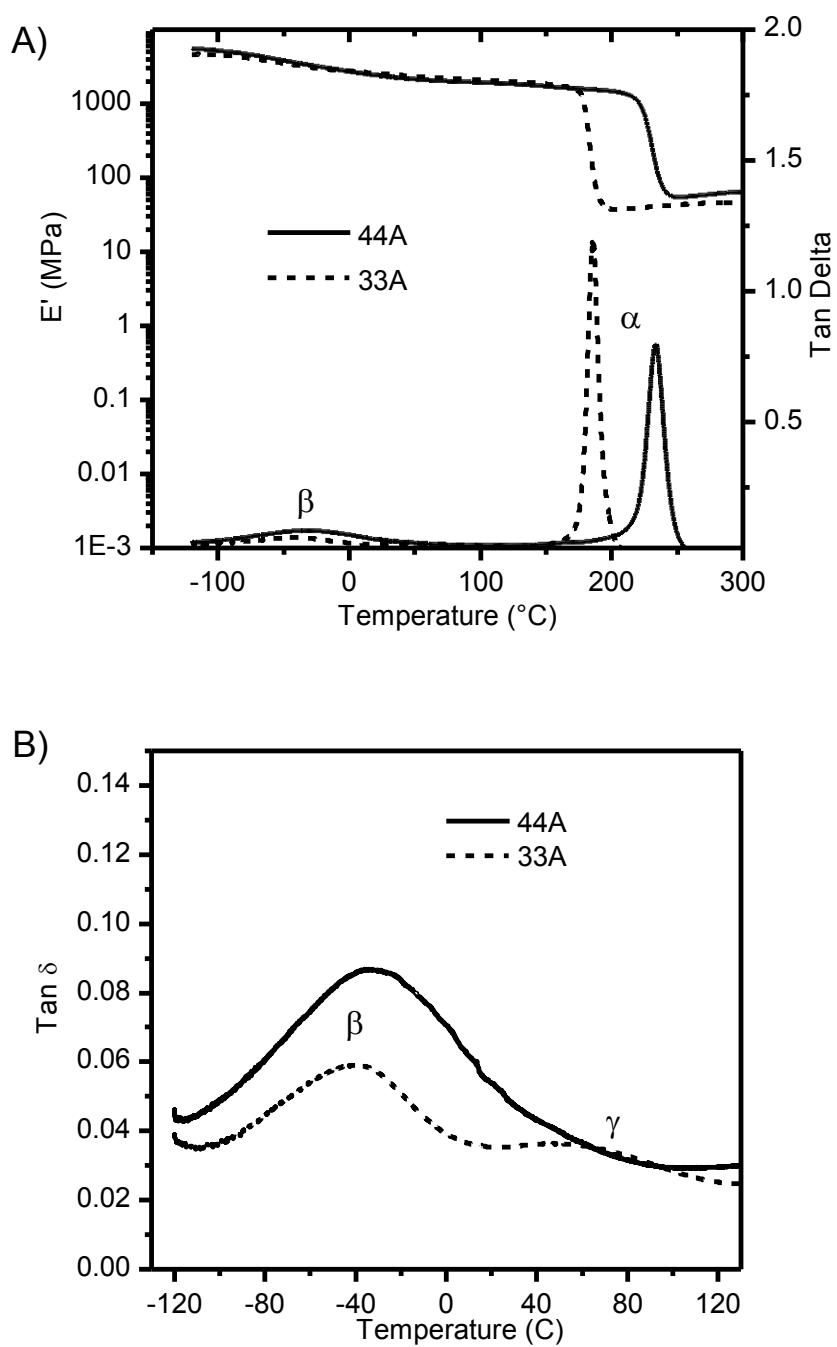 A)
1000
100
10
1
0.1
0.01
1E-3
E' (MPa)
2.0
1.5
1.0
0.5
Tan Delta
44A
33A
α
β
-100 0 100 200 300
Temperature (°C)
B)
0.14
0.12
0.10
0.08
0.06
0.04
0.02
0.00
Tan δ
44A
33A
β
γ
-120 -80 -40 0 40 80 120
Temperature (C)